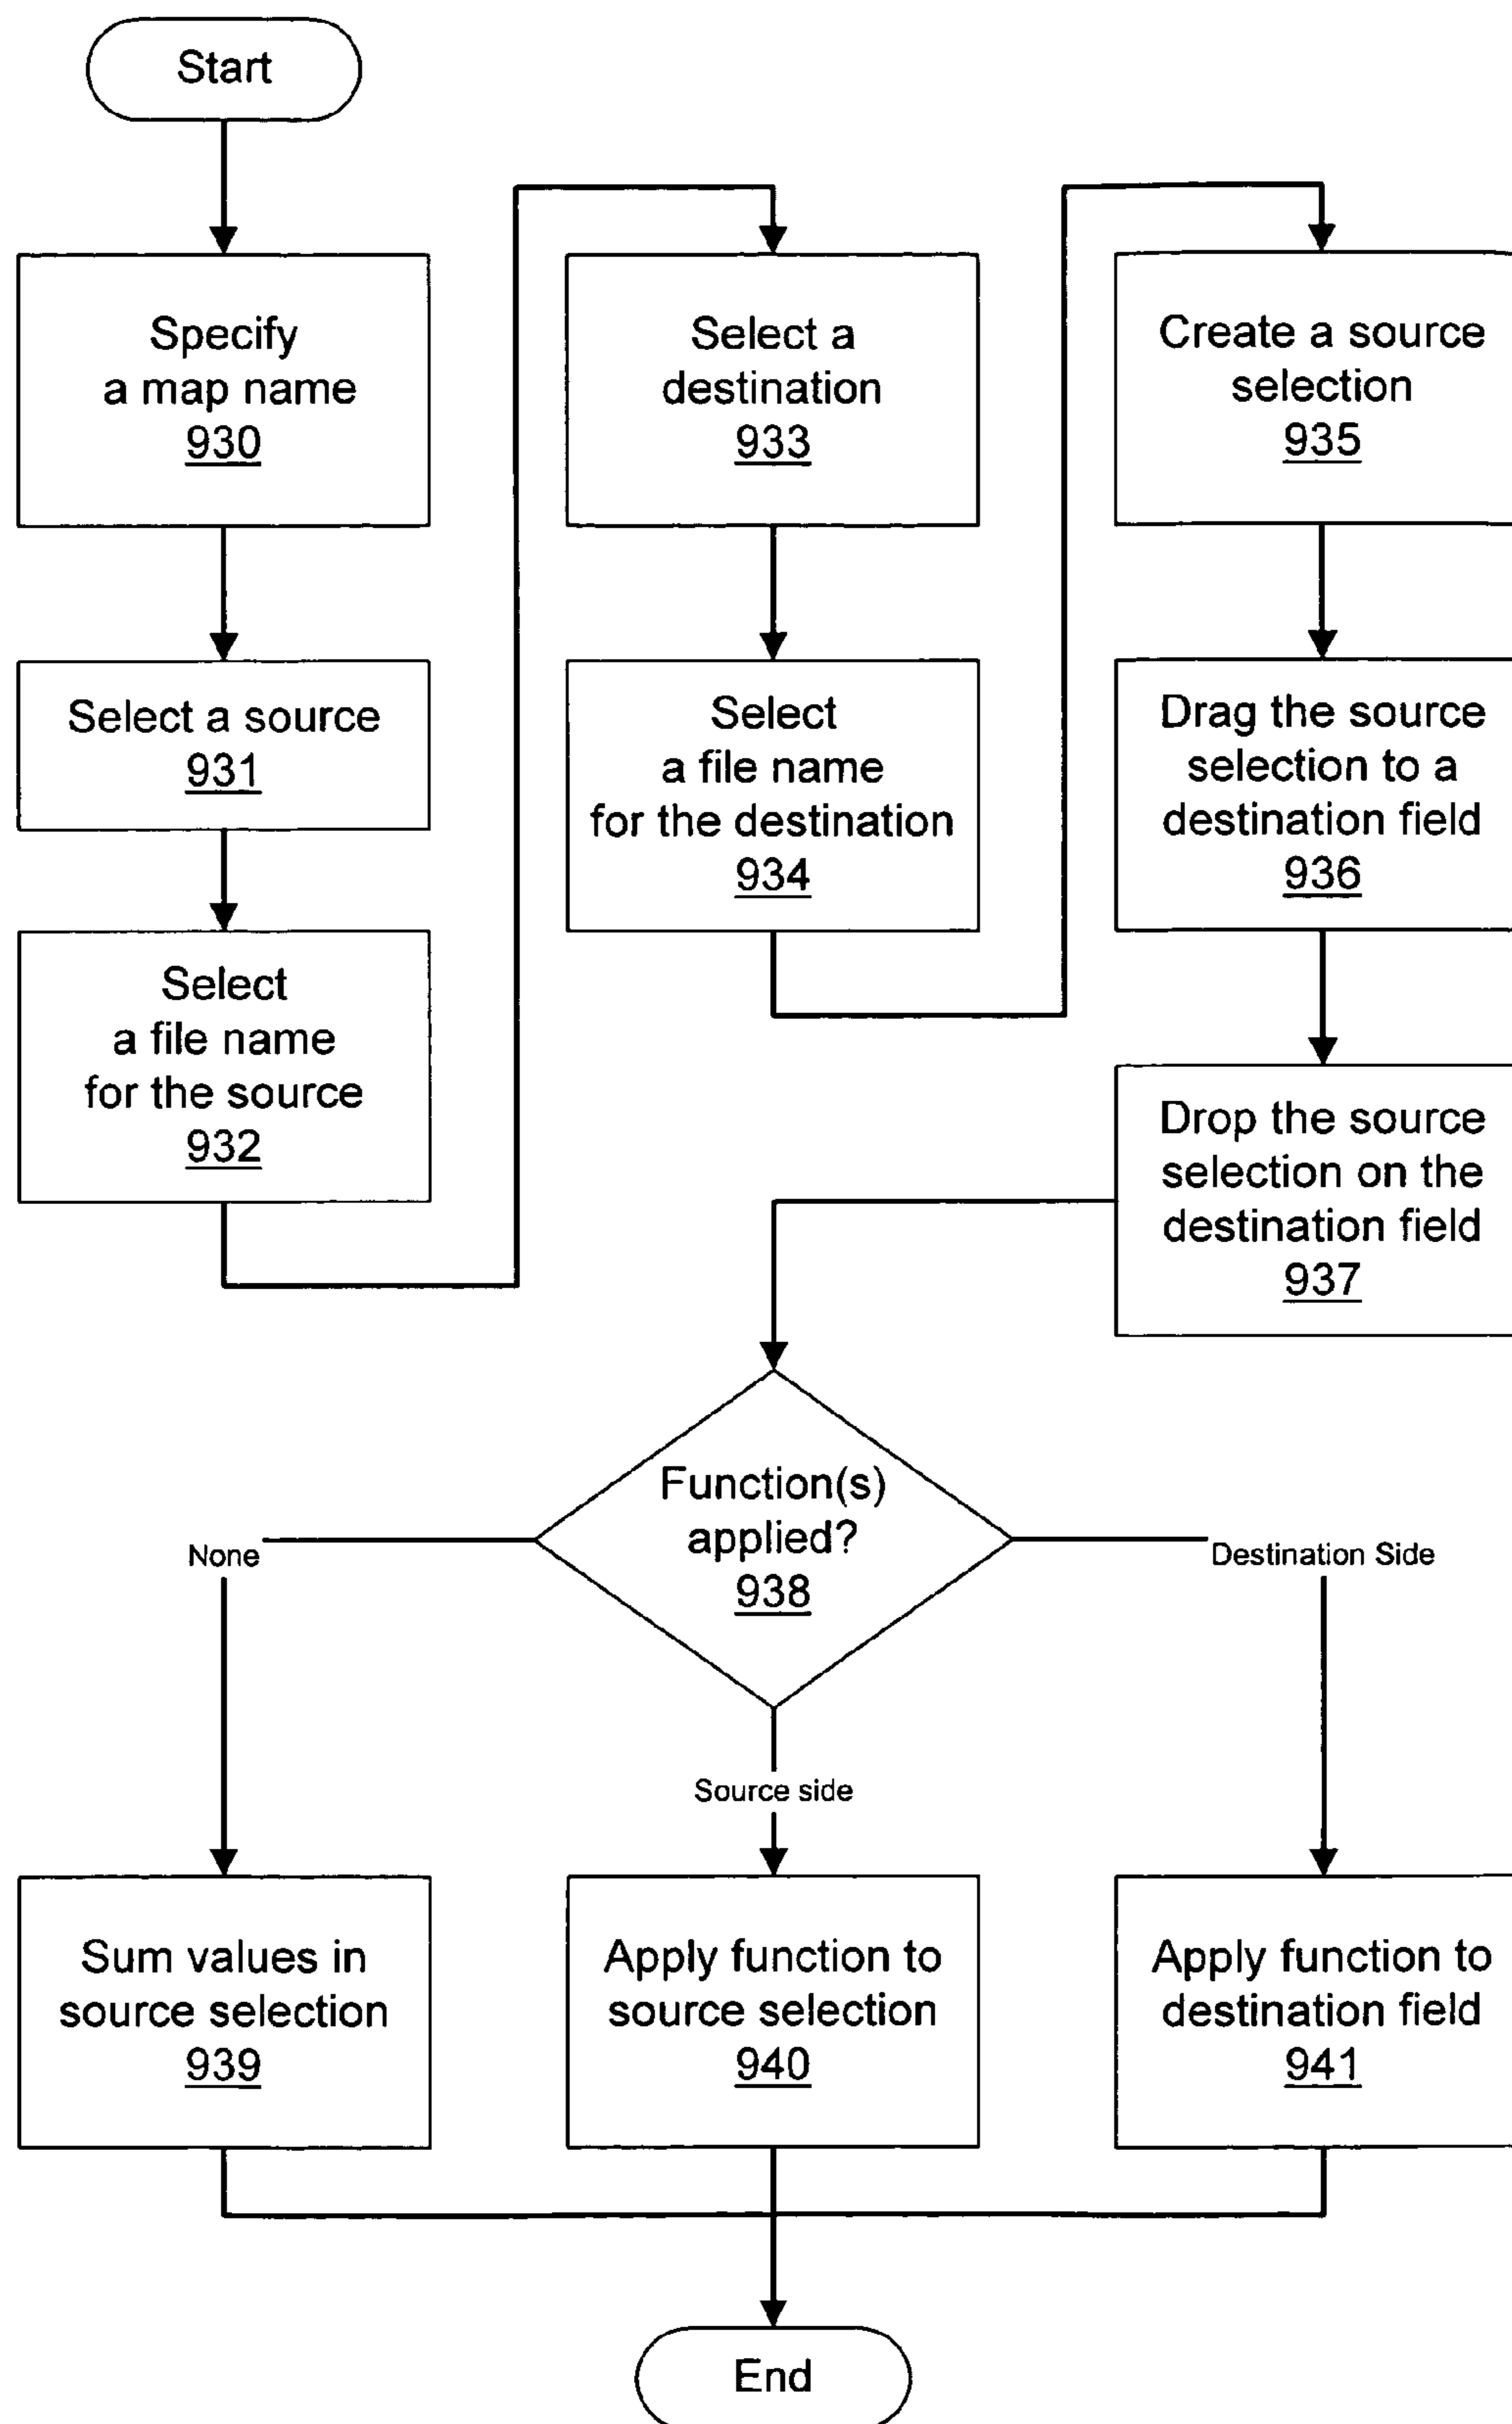 Start
Specify
a map name
930
Select a source
931
Select
a file name
for the source
932
Select a
destination
933
Select
a file name
for the destination
934
Create a source
selection
935
Drag the source
selection to a
destination field
936
Drop the source
selection on the
destination field
937
Function(s)
applied?
938
None
Source side
Destination Side
Sum values in
source selection
939
Apply function to
source selection
940
Apply function to
destination field
941
End